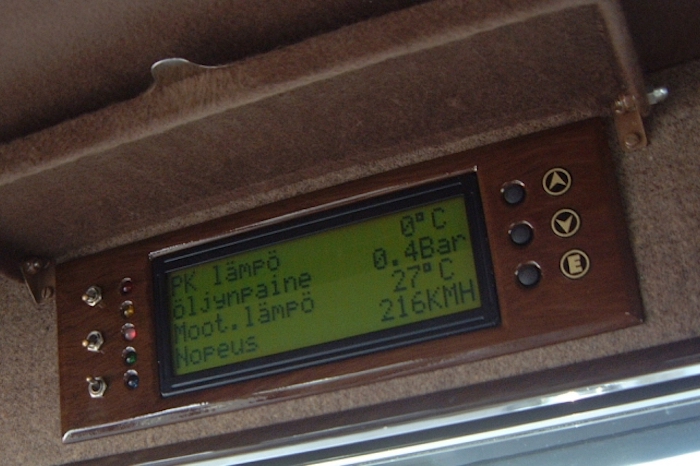 PK lämpö 0°C
öljynpaine 0.4Bar
Moot.lämpö 27°C
Nopeus 216KMH
E